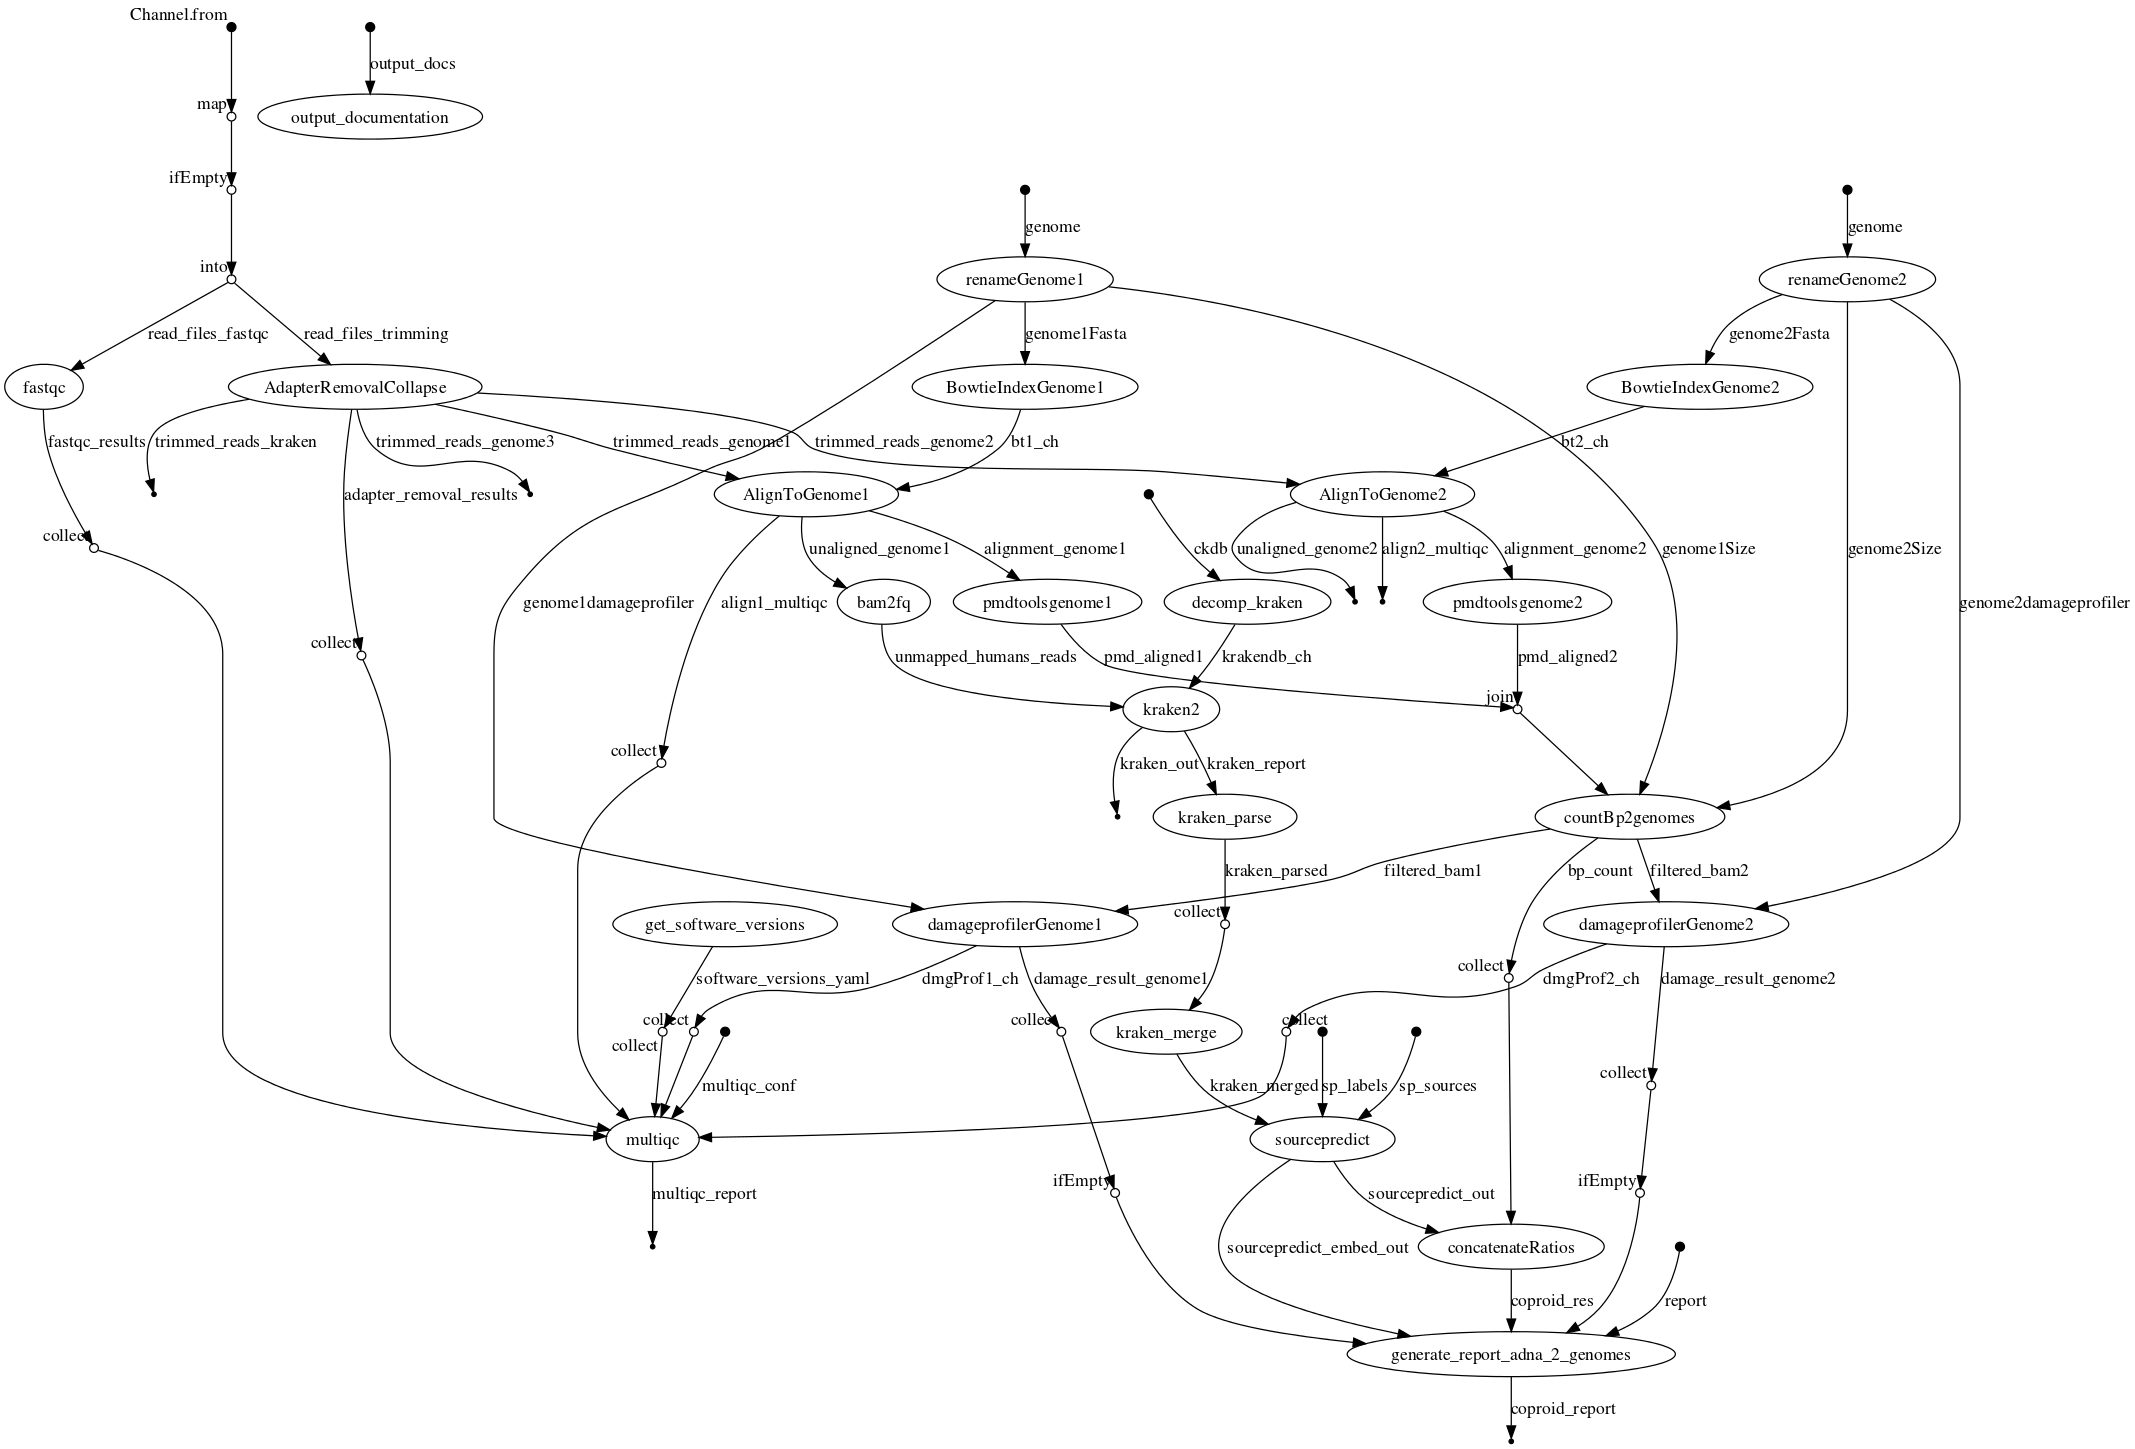 Channel.from
output_docs
map
output_documentation
ifEmpty
genome
genome
into
renameGenome1
renameGenome2
read_files_fastqc
read_files_trimming
genome1Fasta
genome2Fasta
fastqc
AdapterRemovalCollapse
BowtieIndexGenome1
BowtieIndexGenome2
fastqc_results
trimmed_reads_kraken
trimmed_reads_genome3
trimmed_reads_genome1
trimmed_reads_genome2
bt1_ch
bt2_ch
adapter_removal_results
AlignToGenome1
AlignToGenome2
collect
unaligned_genome1
alignment_genome1
ckdb
unaligned_genome2
align2_multiqc
alignment_genome2
genome1Size
genome2Size
genome1damageprofiler
align1_multiqc
bam2fq
pmdtoolsgenome1
decomp_kraken
pmdtoolsgenome2
genome2damageprofiler
collect
unmapped_humans_reads
pmd_aligned1
krakendb_ch
pmd_aligned2
join
kraken2
collect
kraken_out
kraken_report
kraken_parse
countBp2genomes
kraken_parsed
filtered_bam1
bp_count
filtered_bam2
collect
get_software_versions
damageprofilerGenome1
damageprofilerGenome2
collect
software_versions_yaml
dmgProf1_ch
damage_result_genome1
dmgProf2_ch
damage_result_genome2
collect
collect
collect
kraken_merge
collect
collect
multiqc_conf
kraken_merged
sp_labels
sp_sources
multiqc
sourcepredict
ifEmpty
ifEmpty
multiqc_report
sourcepredict_out
sourcepredict_embed_out
concatenateRatios
coproid_res
report
generate_report_adna_2_genomes
coproid_report